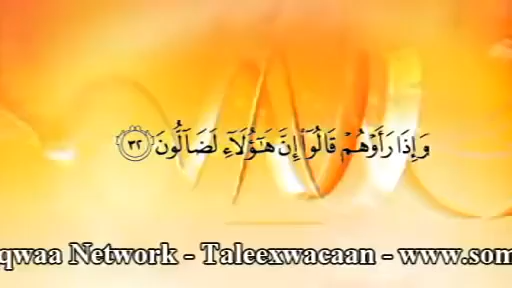 وَإِذَا رَأَوْهُمْ قَالُوٓا۟ إِنَّ هَـٰٓؤُلَآءِ لَضَآلُّونَ ٣٢
qwaa Network - Taleexwacaan - www.som